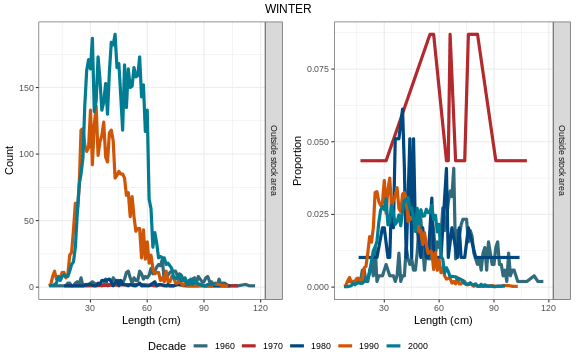 WINTER
Count
150
100
50
0
30 60 90 120
Length (cm)
Outside stock area
Proportion
0.075
0.050
0.025
0.000
30 60 90 120
Length (cm)
Outside stock area
Decade 1960 1970 1980 1990 2000